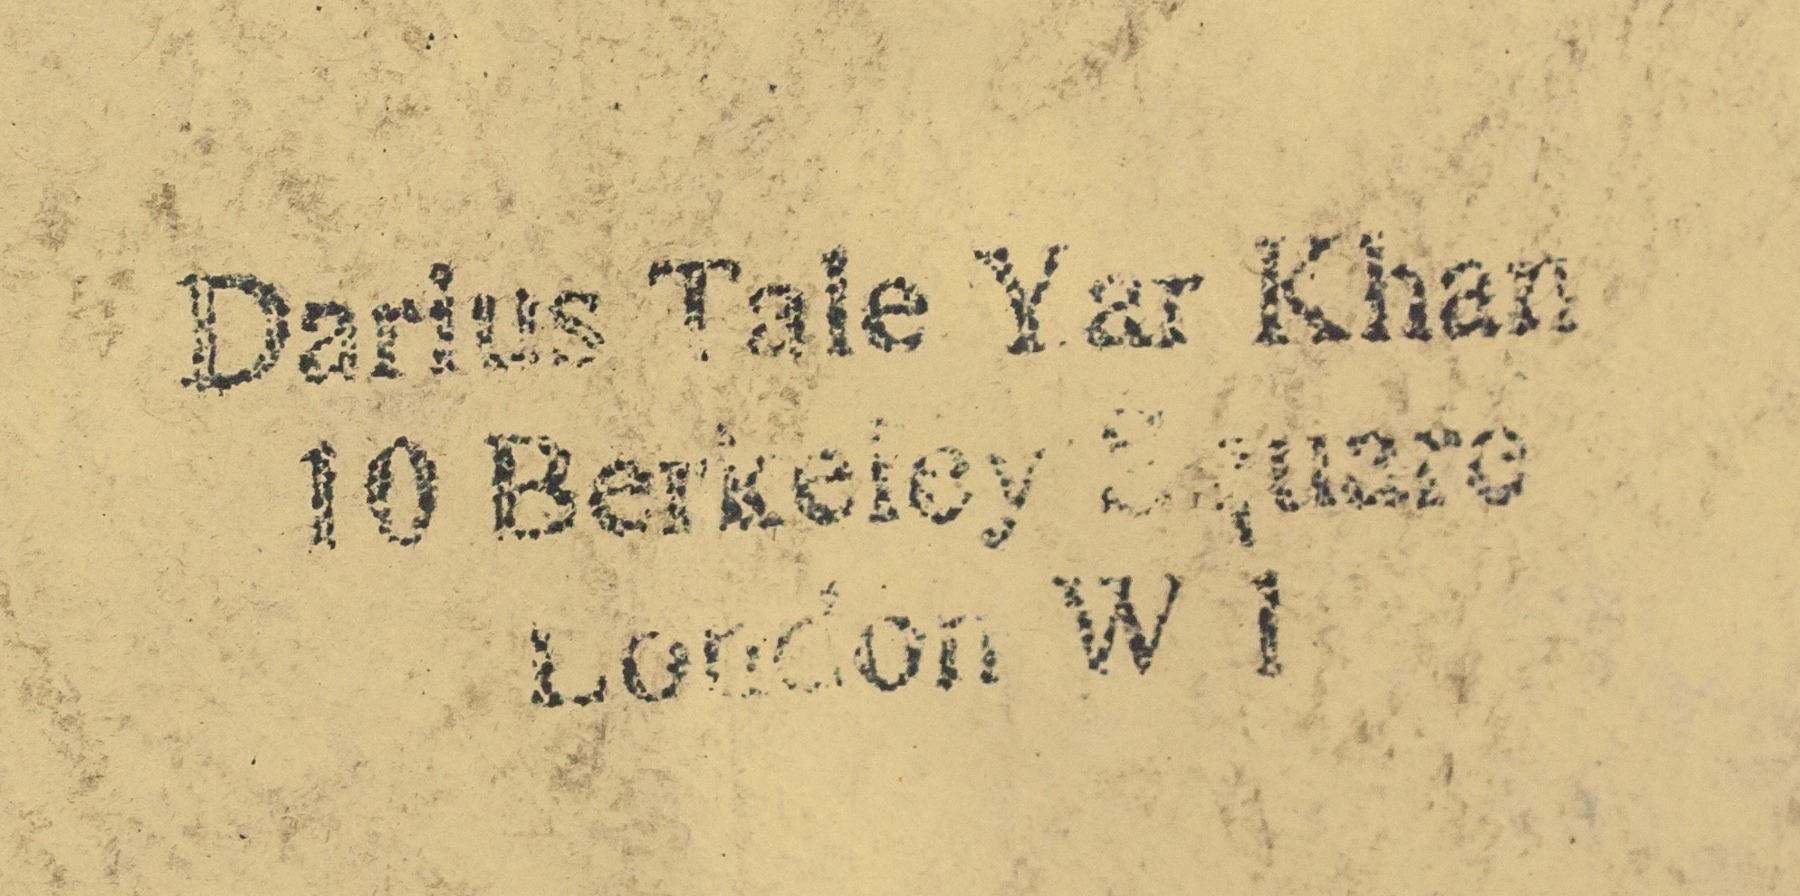 Darius Tale Yar Khan
10 Berkeley Square
London W 1